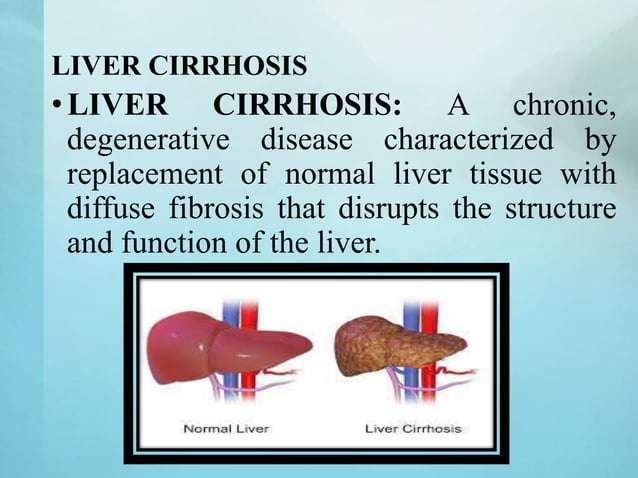 LIVER CIRRHOSIS
•LIVER CIRRHOSIS: A chronic,
degenerative disease characterized by
replacement of normal liver tissue with
diffuse fibrosis that disrupts the structure
and function of the liver.
Normal Liver Liver Cirrhosis